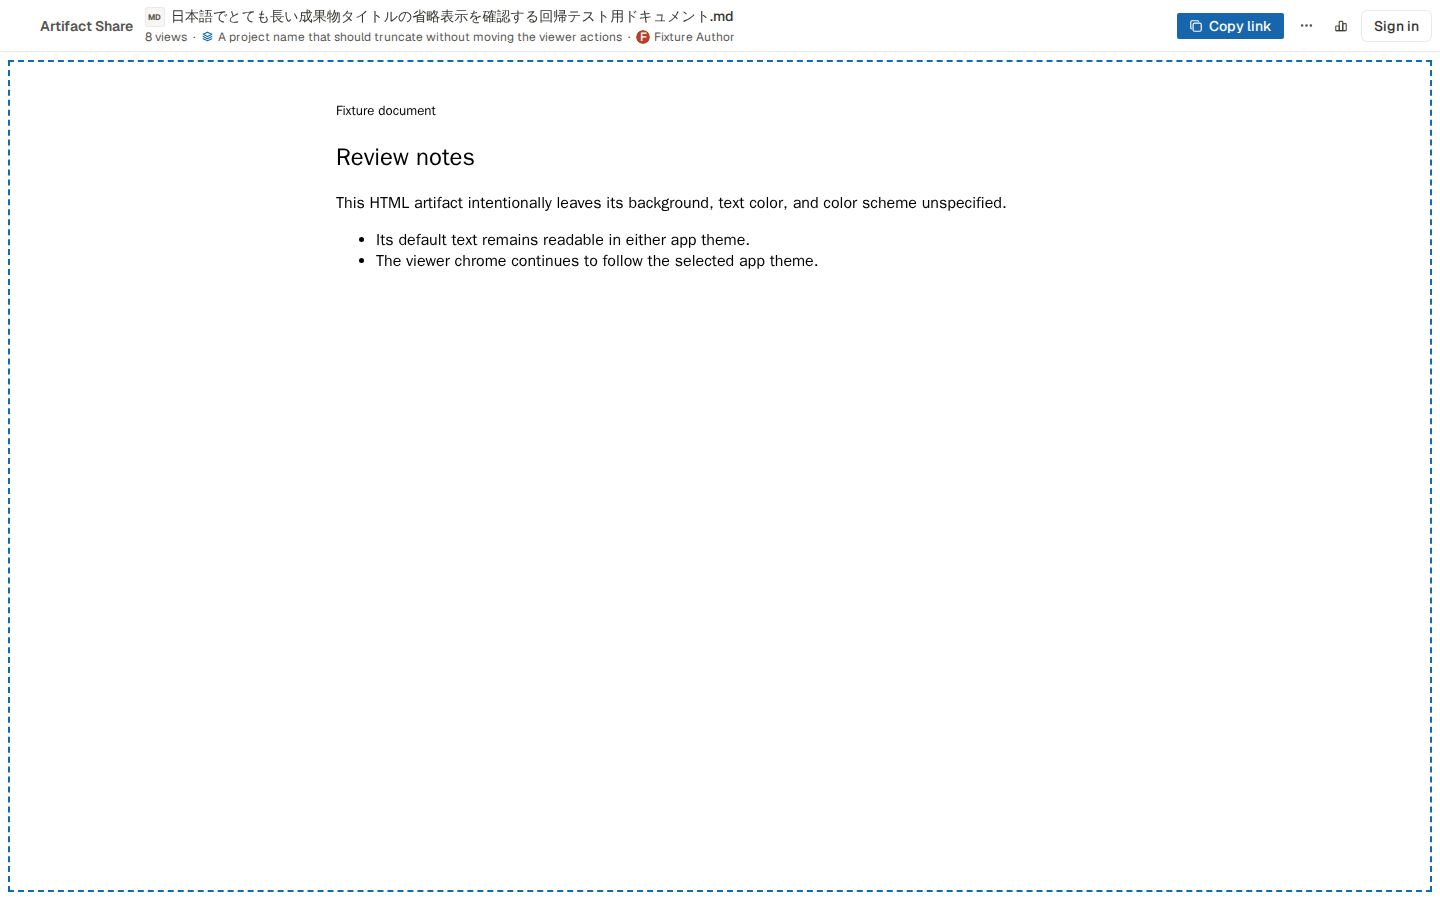 Artifact Share
MD 日本語でとても長い成果物タイトルの省略表示を確認する回帰テスト用ドキュメント.md
8 views · A project name that should truncate without moving the viewer actions · F Fixture Author
Copy link
Sign in
Fixture document
Review notes
This HTML artifact intentionally leaves its background, text color, and color scheme unspecified.
• Its default text remains readable in either app theme.
• The viewer chrome continues to follow the selected app theme.